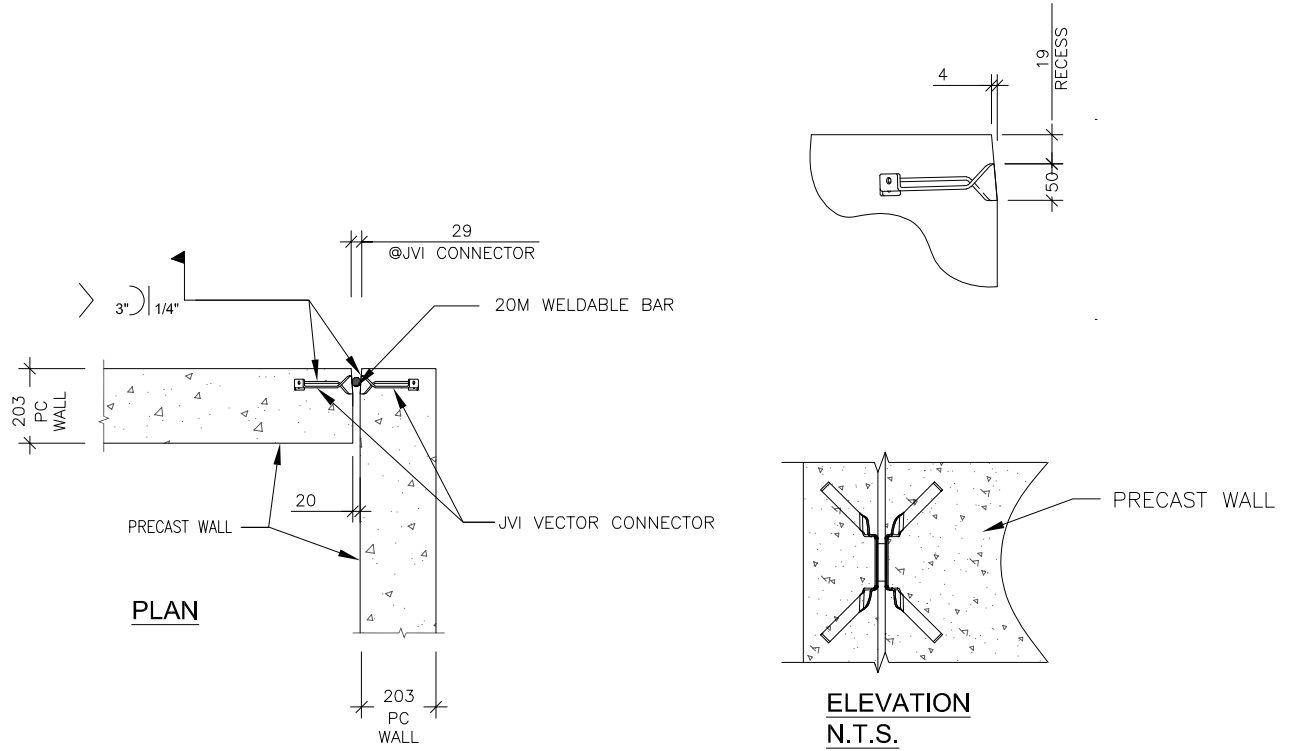 19
RECESS
4
50
29
@JVI CONNECTOR
3" 1/4"
20M WELDABLE BAR
203
PC
WALL
20
PRECAST WALL
JVI VECTOR CONNECTOR
PLAN
203
PC
WALL
PRECAST WALL
ELEVATION
N.T.S.